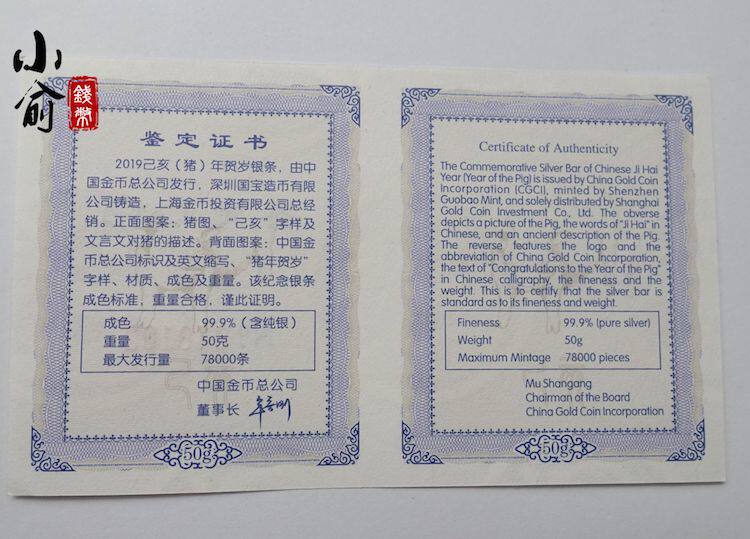 小俞
錢幣
鉴定证书
2019己亥（猪）年贺岁银条，由中
国金币总公司发行，深圳国宝造币有限
公司铸造，上海金币投资有限公司总经
销。正面图案：猪图、“己亥”字样及
文言文对猪的描述。背面图案：中国金
币总公司标识及英文缩写、“猪年贺岁”
字样、材质、成色及重量。该纪念银条
成色标准，重量合格，谨此证明。
成色 99.9%（含纯银）
重量 50克
最大发行量 78000条
中国金币总公司
董事长
50g
Certificate of Authenticity
The Commemorative Silver Bar of Chinese Ji Hai
Year (Year of the Pig) is issued by China Gold Coin
Incorporation (CGCI), minted by Shenzhen
Guobao Mint, and solely distributed by Shanghai
Gold Coin Investment Co., Ltd. The obverse
depicts a picture of the Pig, the words of "Ji Hai" in
Chinese, and an ancient description of the Pig.
The reverse features the logo and the
abbreviation of China Gold Coin Incorporation,
the text of "Congratulations to the Year of the Pig"
in Chinese calligraphy, the fineness and the
weight. This is to certify that the silver bar is
standard as to its fineness and weight.
Fineness 99.9% (pure silver)
Weight 50g
Maximum Mintage 78000 pieces
Mu Shangang
Chairman of the Board
China Gold Coin Incorporation
50g